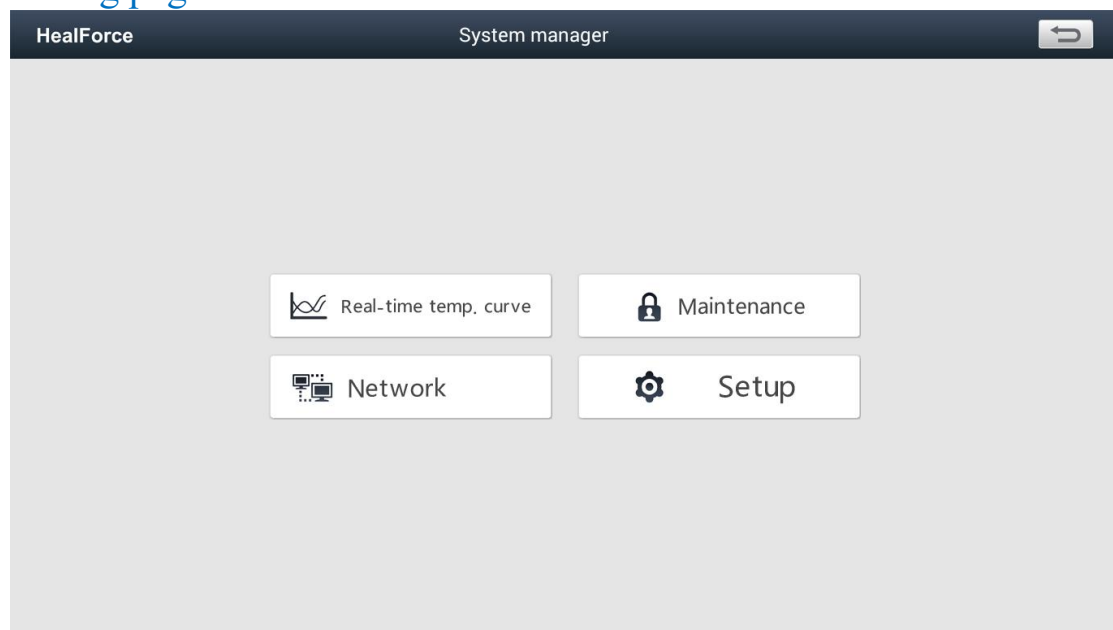 HealForce
System manager
Real-time temp. curve
Maintenance
Network
Setup